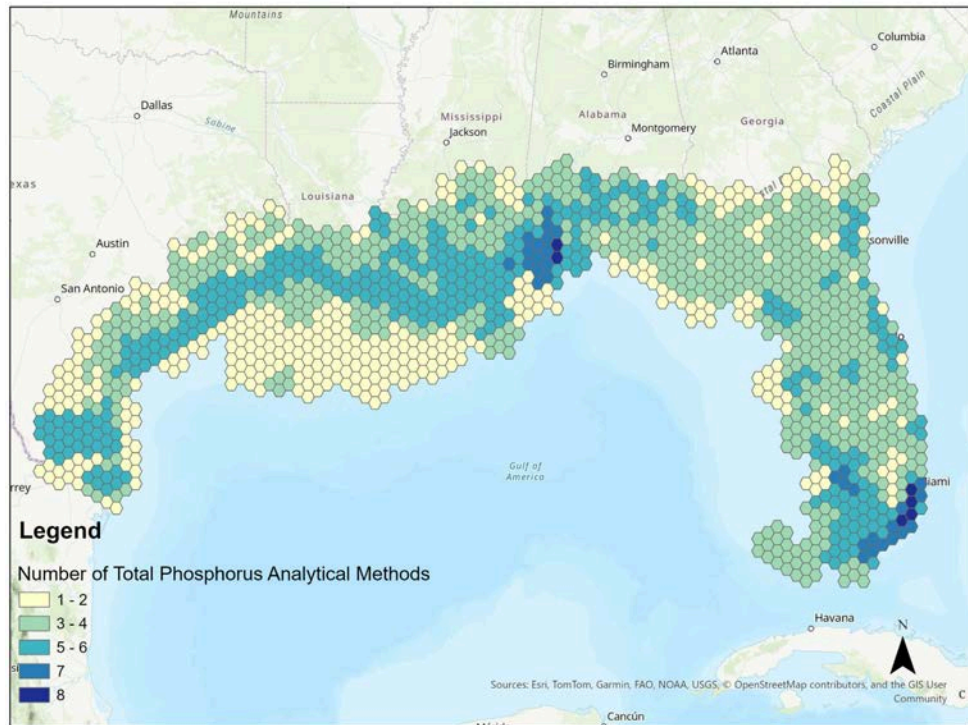 Mountains
Columbia
Atlanta
Birmingham
Dallas
Coastal Plain
Mississippi
Alabama
Georgia
Sabine
Jackson
Montgomery
exas
Louisiana
Austin
sonville
San Antonio
Gulf of
America
iami
rrey
Legend
Number of Total Phosphorus Analytical Methods
1 - 2
3 - 4
5 - 6
7
8
Havana
N
Sources: Esri, TomTom, Garmin, FAO, NOAA, USGS, © OpenStreetMap contributors, and the GIS User
Community
Cancún